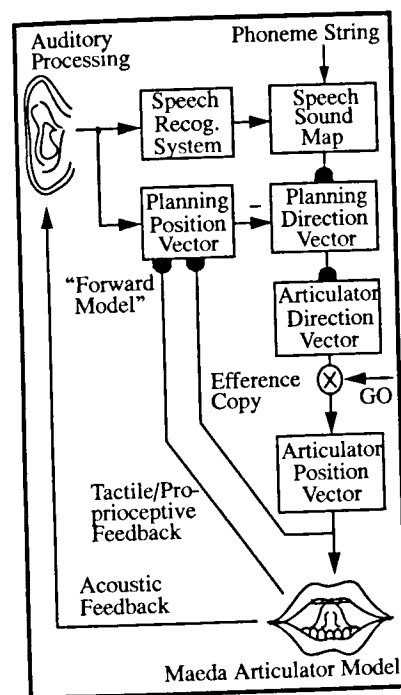 Auditory
Processing
Phoneme String
Speech
Recog.
System
Speech
Sound
Map
Planning
Position
Vector
–
Planning
Direction
Vector
“Forward
Model”
Articulator
Direction
Vector
Efference
Copy
X
GO
Articulator
Position
Vector
Tactile/Pro-
prioceptive
Feedback
Acoustic
Feedback
Maeda Articulator Model